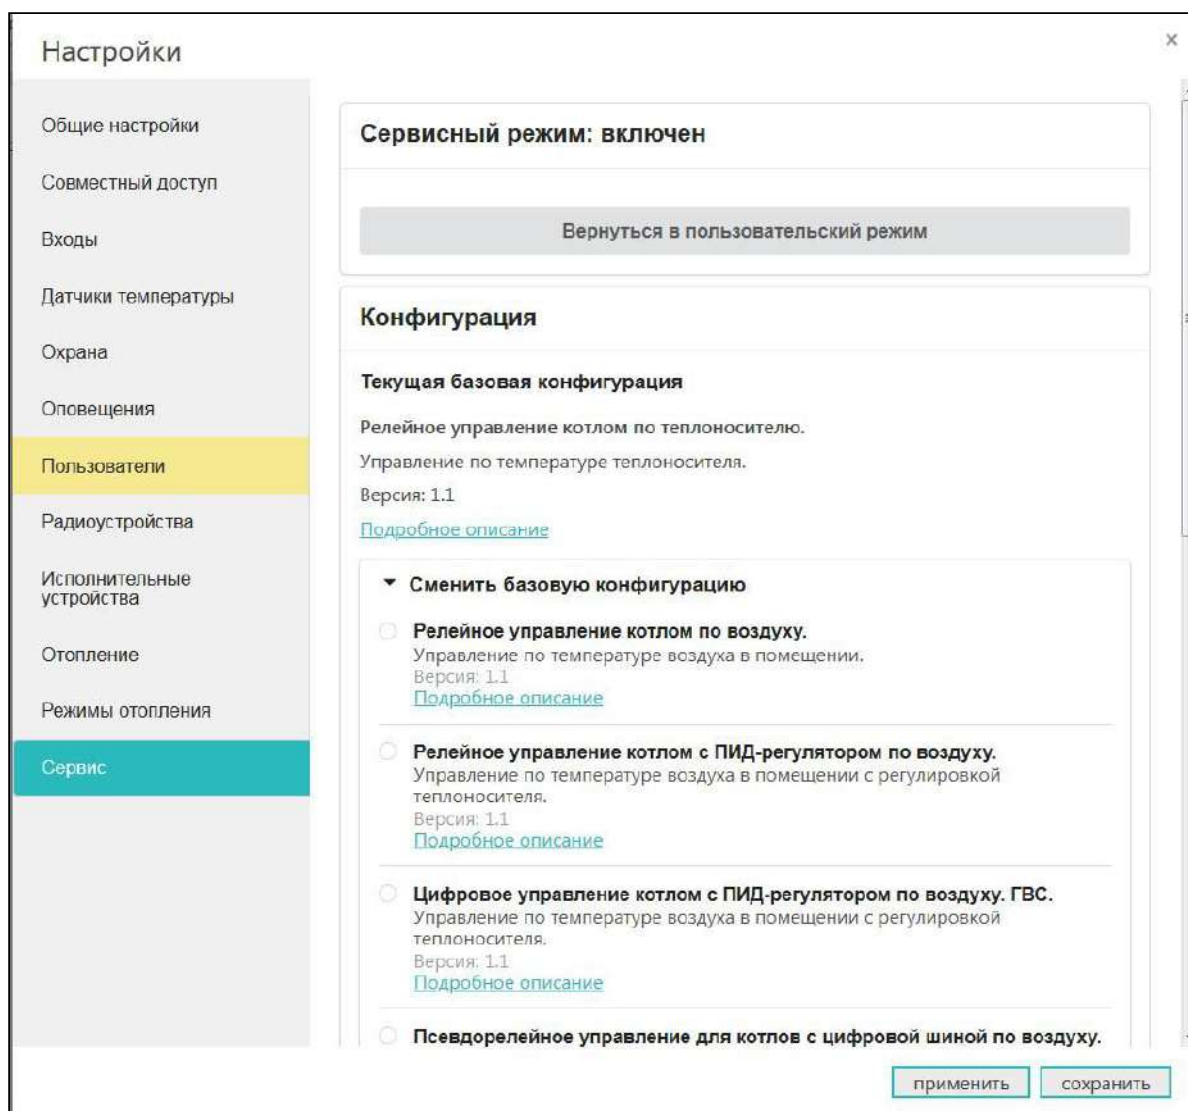 Настройки
×
Общие настройки
Совместный доступ
Входы
Датчики температуры
Охрана
Оповещения
Пользователи
Радиоустройства
Исполнительные
устройства
Отопление
Режимы отопления
Сервис
Сервисный режим: включен
Вернуться в пользовательский режим
Конфигурация
Текущая базовая конфигурация
Релейное управление котлом по теплоносителю.
Управление по температуре теплоносителя.
Версия: 1.1
Подробное описание
Сменить базовую конфигурацию
Релейное управление котлом по воздуху.
Управление по температуре воздуха в помещении.
Версия: 1.1
Подробное описание
Релейное управление котлом с ПИД-регулятором по воздуху.
Управление по температуре воздуха в помещении с регулировкой
теплоносителя.
Версия: 1.1
Подробное описание
Цифровое управление котлом с ПИД-регулятором по воздуху. ГВС.
Управление по температуре воздуха в помещении с регулировкой
теплоносителя.
Версия: 1.1
Подробное описание
Псевдорелейное управление для котлов с цифровой шиной по воздуху.
применить
сохранить